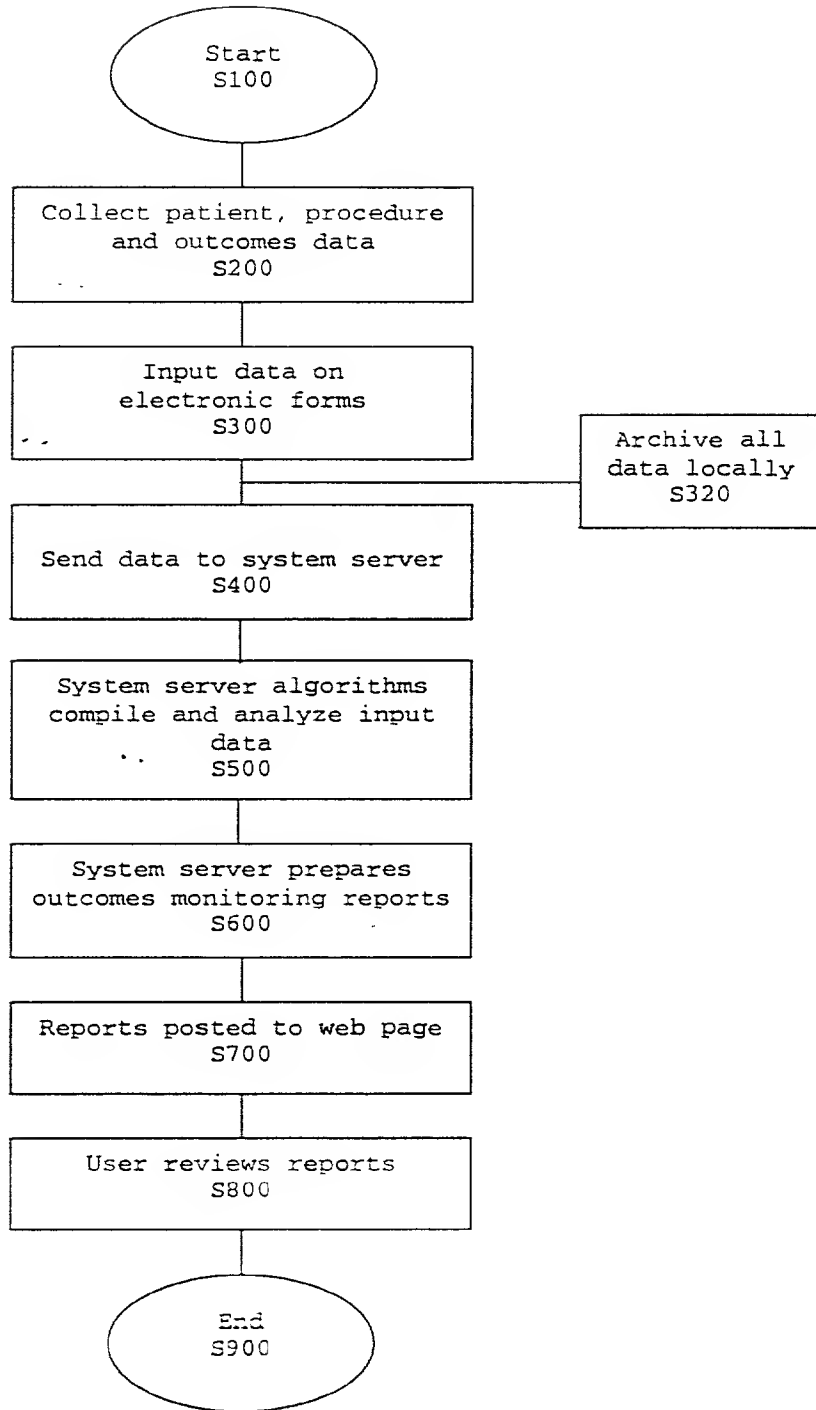 Start
S100
Collect patient, procedure
and outcomes data
S200
Input data on
electronic forms
S300
Archive all
data locally
S320
Send data to system server
S400
System server algorithms
compile and analyze input
data
S500
System server prepares
outcomes monitoring reports
S600
Reports posted to web page
S700
User reviews reports
S800
End
S900